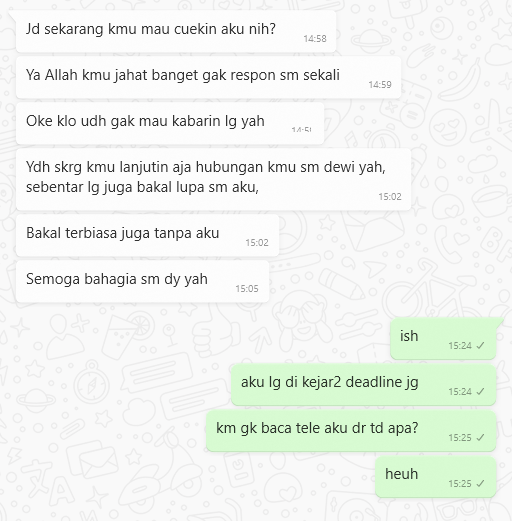 Jd sekarang kmu mau cuekin aku nih?
14:58
Ya Allah kmu jahat banget gak respon sm sekali
14:59
Oke klo udh gak mau kabarin lg yah
Ydh skrg kmu lanjutin aja hubungan kmu sm dewi yah,
sebentar lg juga bakal lupa sm aku,
15:02
Bakal terbiasa juga tanpa aku
15:02
Semoga bahagia sm dy yah
15:05
ish
15:24
aku lg di kejar2 deadline jg
15:24
km gk baca tele aku dr td apa?
15:25
heuh
15:25